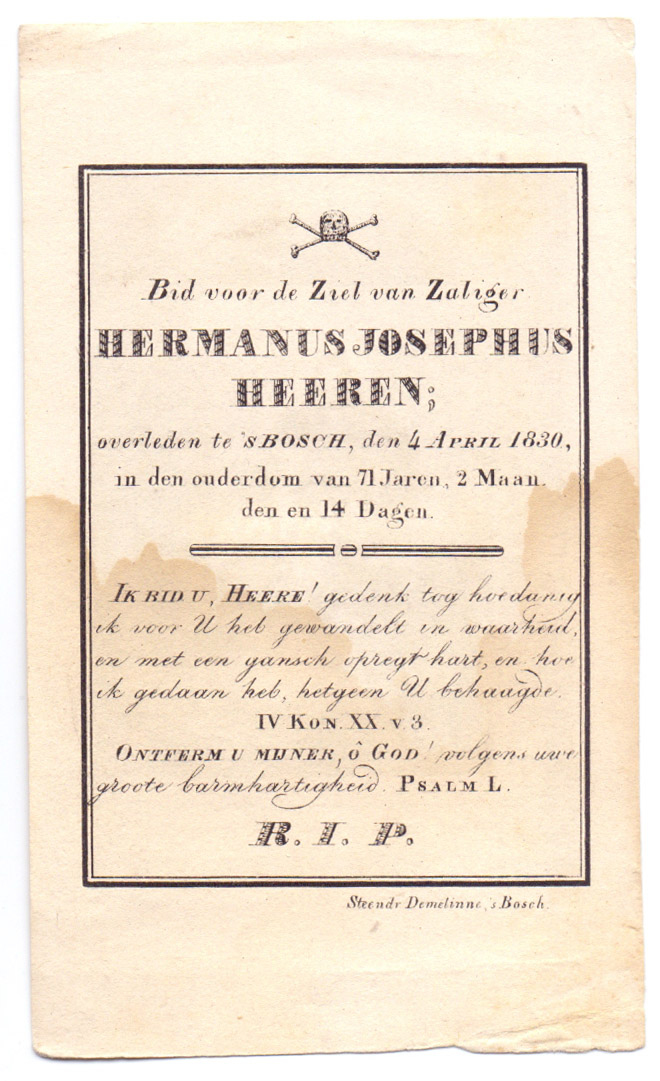 Bid voor de Ziel van Zaliger
HERMANUS JOSEPHUS
HEEREN;
overleden te 'sBOSCH, den 4 APRIL 1830,
in den ouderdom van 71 Jaren, 2 Maan.
den en 14 Dagen.
IK BID U, HEERE! gedenk tog hoedanig
ik voor U heb gewandelt in waarheid,
en met een gansch opregt hart, en hoe
ik gedaan heb, hetgeen U behaagde.
IV KON. XX. v. 3.
ONTFERM U MIJNER, ô GOD! volgens uwe
groote barmhartigheid. PSALM L.
R. I. P.
Steendr Demelinne, 's Bosch.